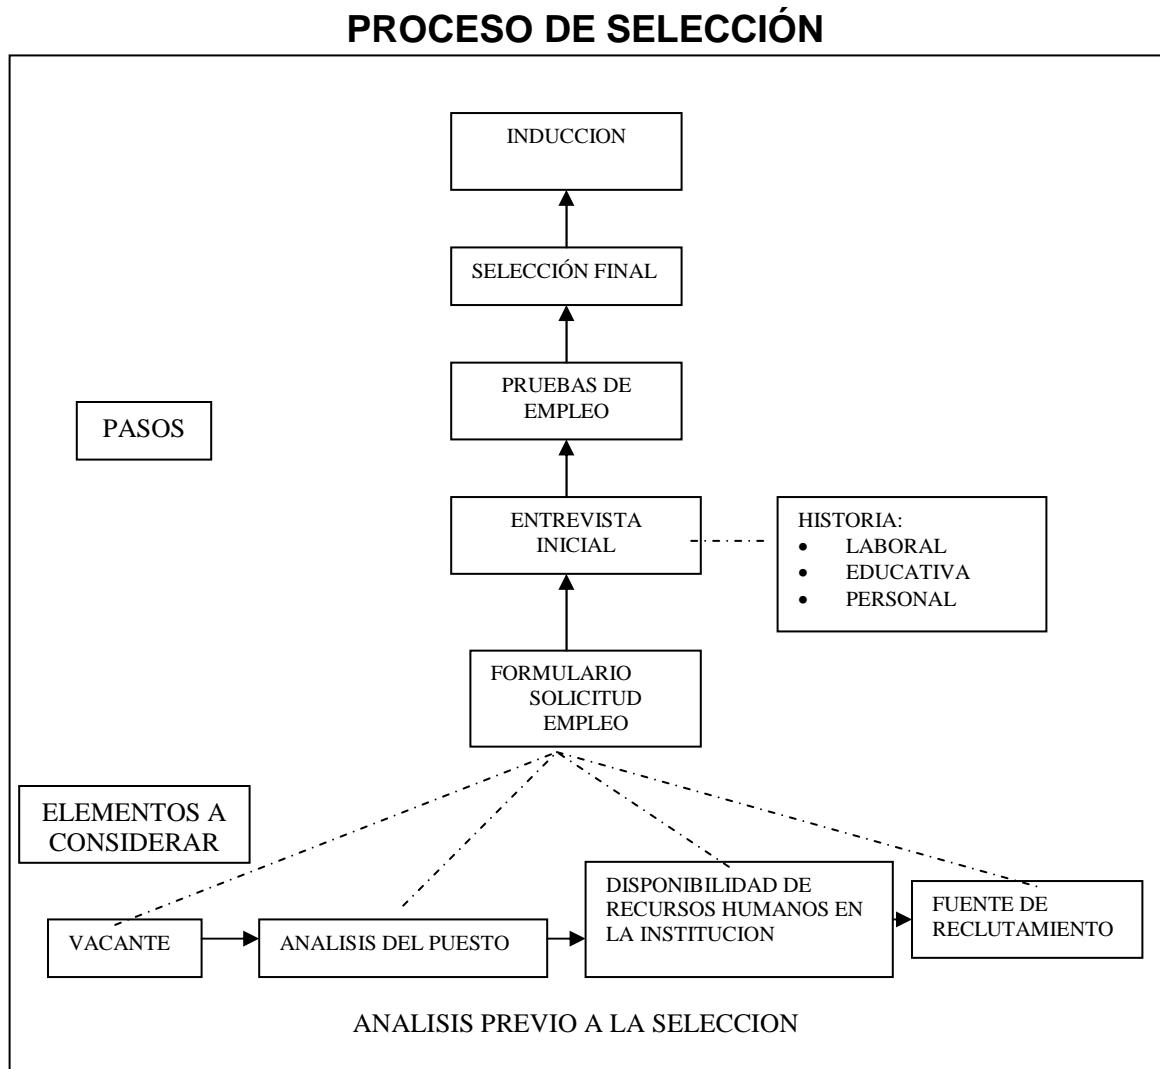 PROCESO DE SELECCIÓN
INDUCCION
SELECCIÓN FINAL
PRUEBAS DE
EMPLEO
PASOS
ENTREVISTA
INICIAL
HISTORIA:
• LABORAL
• EDUCATIVA
• PERSONAL
FORMULARIO
SOLICITUD
EMPLEO
ELEMENTOS A
CONSIDERAR
VACANTE
ANALISIS DEL PUESTO
DISPONIBILIDAD DE
RECURSOS HUMANOS EN
LA INSTITUCION
FUENTE DE
RECLUTAMIENTO
ANALISIS PREVIO A LA SELECCION